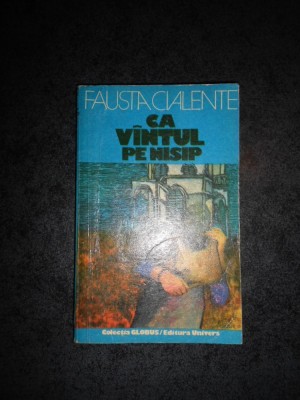 FAUSTA CIALENTE
CA
VÎNTUL
PE NISIP
Colecția GLOBUS/Editura Univers